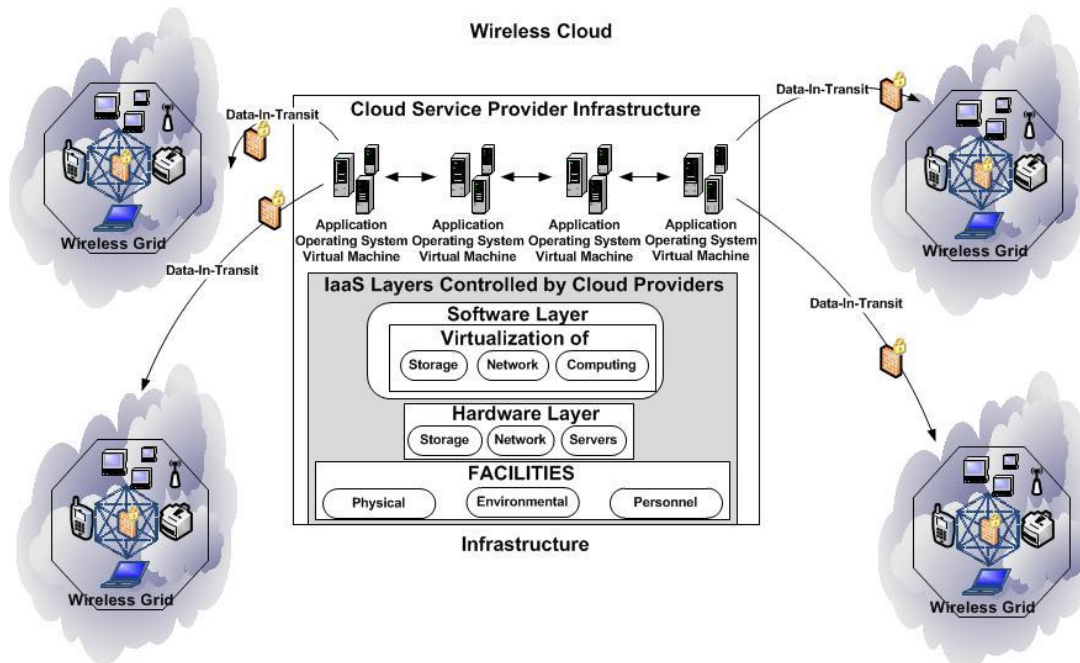 Wireless Cloud
Data-In-Transit
Cloud Service Provider Infrastructure
Data-In-Transit
Wireless Grid
Application
Operating System
Virtual Machine
Application
Operating System
Virtual Machine
Application
Operating System
Virtual Machine
Application
Operating System
Virtual Machine
Wireless Grid
Data-In-Transit
Data-In-Transit
IaaS Layers Controlled by Cloud Providers
Software Layer
Virtualization of
Storage
Network
Computing
Hardware Layer
Storage
Network
Servers
FACILITIES
Physical
Environmental
Personnel
Infrastructure
Wireless Grid
Wireless Grid